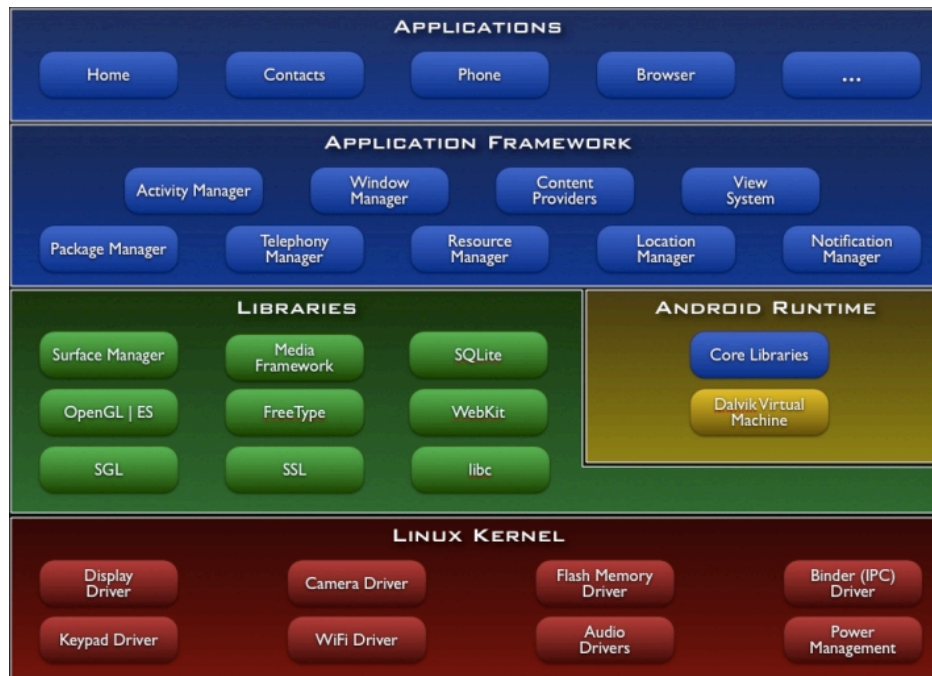 APPLICATIONS
Home
Contacts
Phone
Browser
...
APPLICATION FRAMEWORK
Activity Manager
Window
Manager
Content
Providers
View
System
Package Manager
Telephony
Manager
Resource
Manager
Location
Manager
Notification
Manager
LIBRARIES
Surface Manager
Media
Framework
SQLite
OpenGL | ES
FreeType
WebKit
SGL
SSL
libc
ANDROID RUNTIME
Core Libraries
Dalvik Virtual
Machine
LINUX KERNEL
Display
Driver
Camera Driver
Flash Memory
Driver
Binder (IPC)
Driver
Keypad Driver
WiFi Driver
Audio
Drivers
Power
Management